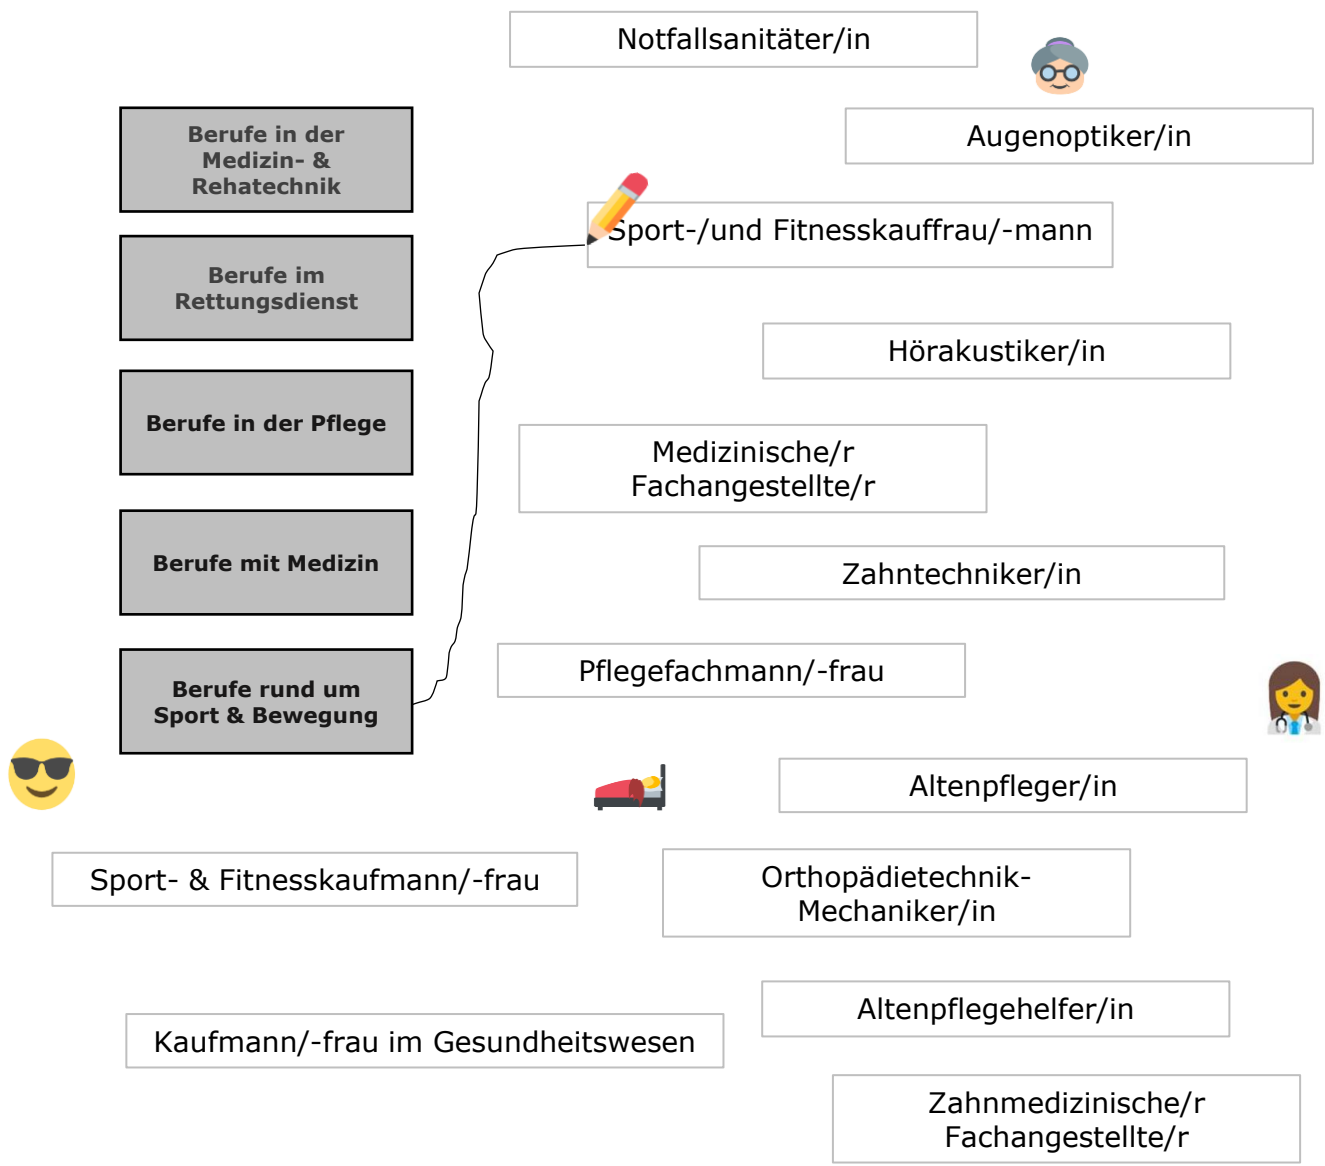 Notfallsanitäter/in
Augenoptiker/in
Berufe in der
Medizin- &
Rehatechnik
Sport-/und Fitnesskauffrau/-mann
Berufe im
Rettungsdienst
Hörakustiker/in
Berufe in der Pflege
Medizinische/r
Fachangestellte/r
Berufe mit Medizin
Zahntechniker/in
Pflegefachmann/-frau
Berufe rund um
Sport & Bewegung
Altenpfleger/in
Sport- & Fitnesskaufmann/-frau
Orthopädietechnik-
Mechaniker/in
Altenpflegehelfer/in
Kaufmann/-frau im Gesundheitswesen
Zahnmedizinische/r
Fachangestellte/r